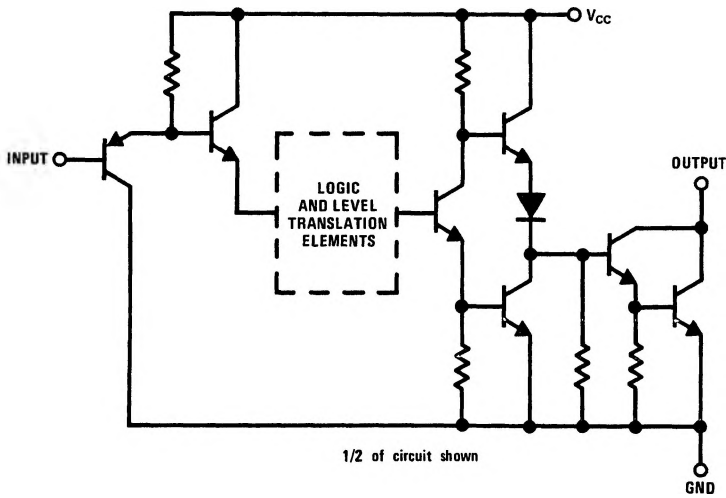 VCC
INPUT
OUTPUT
LOGIC
AND LEVEL
TRANSLATION
ELEMENTS
1/2 of circuit shown
GND